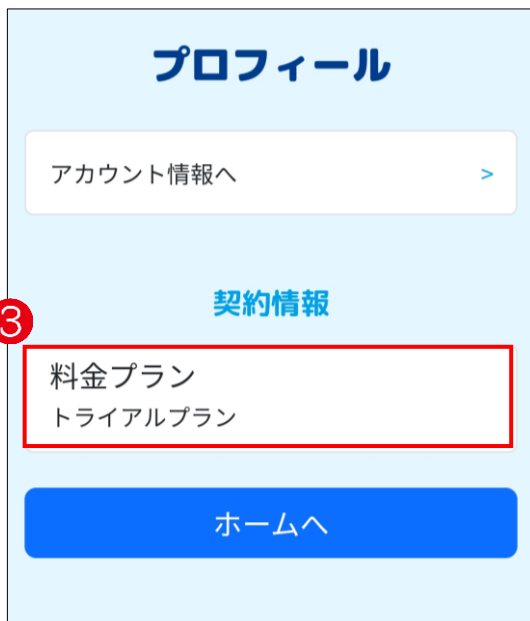 プロフィール
アカウント情報へ >
契約情報
3
料金プラン
トライアルプラン
ホームへ